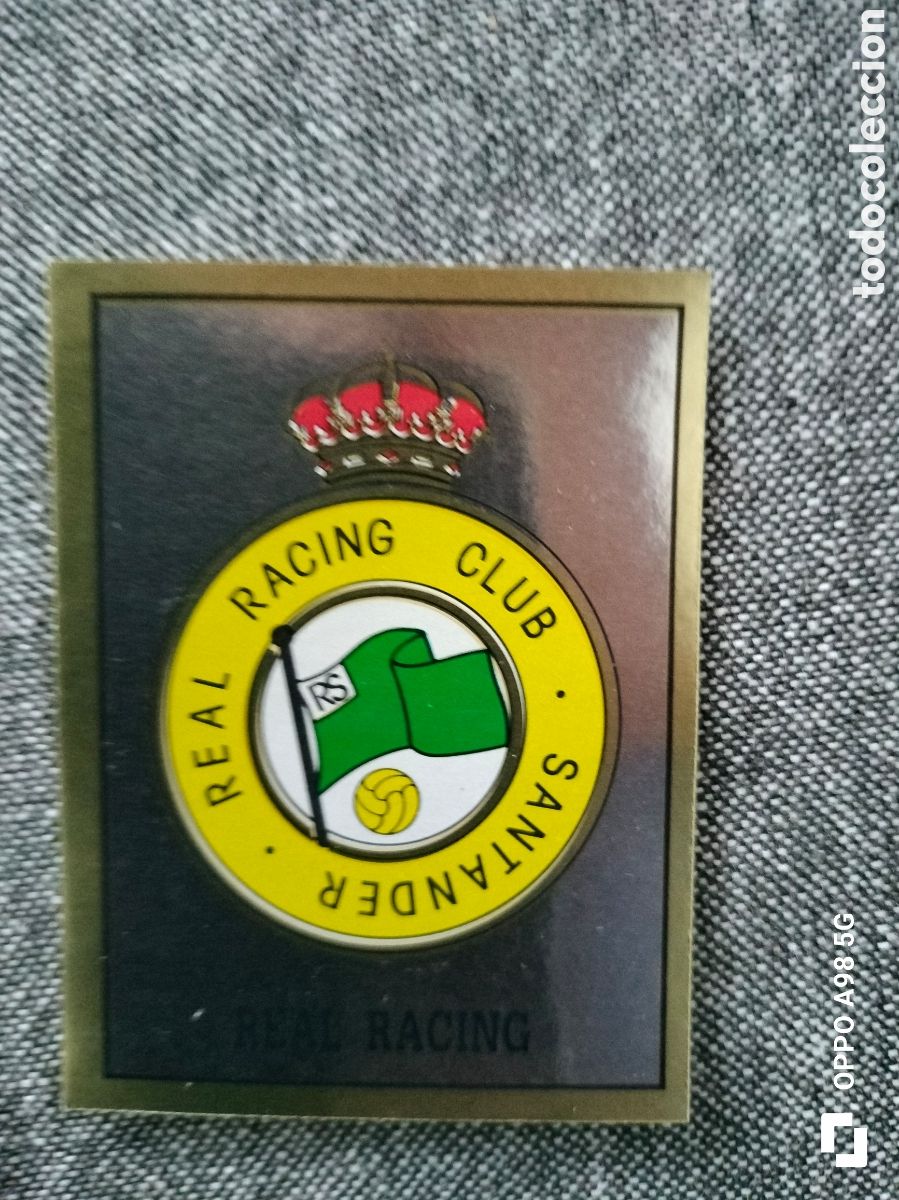 REAL RACING CLUB · SANTANDER ·
RS
REAL RACING
todocoleccion
OPPO A98 5G